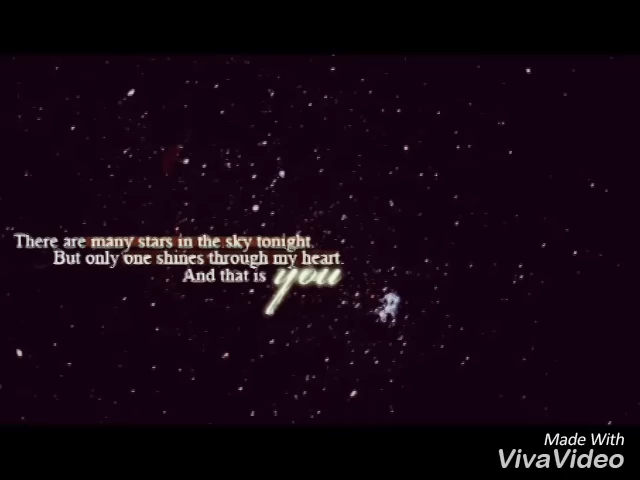 There are many stars in the sky tonight.
But only one shines through my heart.
And that is you
Made With
VivaVideo